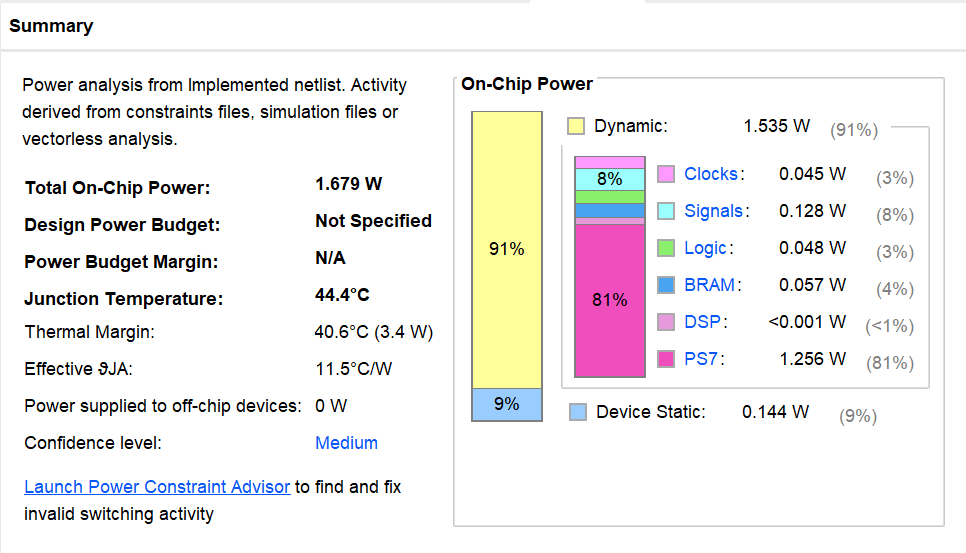 Summary
Power analysis from Implemented netlist. Activity
derived from constraints files, simulation files or
vectorless analysis.
Total On-Chip Power: 1.679 W
Design Power Budget: Not Specified
Power Budget Margin: N/A
Junction Temperature: 44.4°C
Thermal Margin: 40.6°C (3.4 W)
Effective ϑJA: 11.5°C/W
Power supplied to off-chip devices: 0 W
Confidence level: Medium
Launch Power Constraint Advisor to find and fix
invalid switching activity
On-Chip Power
91%
9%
Dynamic: 1.535 W (91%)
8%
81%
Clocks: 0.045 W (3%)
Signals: 0.128 W (8%)
Logic: 0.048 W (3%)
BRAM: 0.057 W (4%)
DSP: <0.001 W (<1%)
PS7: 1.256 W (81%)
Device Static: 0.144 W (9%)